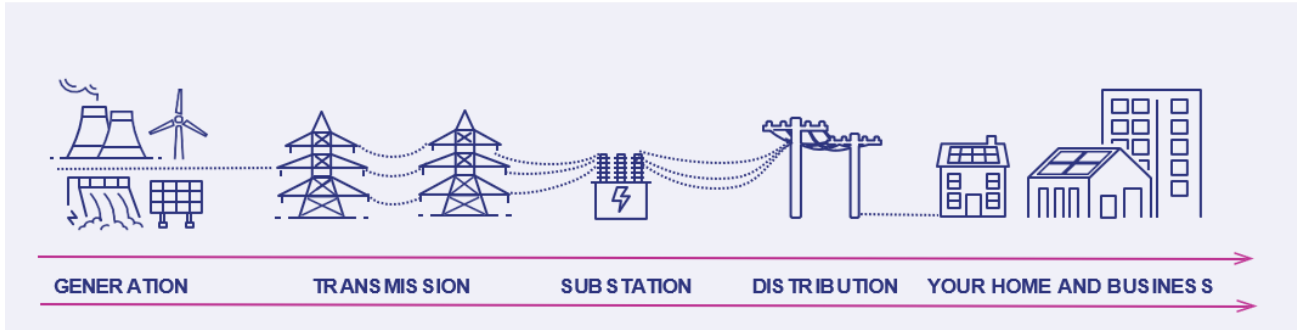 GENERATION TRANSMISSION SUBSTATION DISTRIBUTION YOUR HOME AND BUSINESS